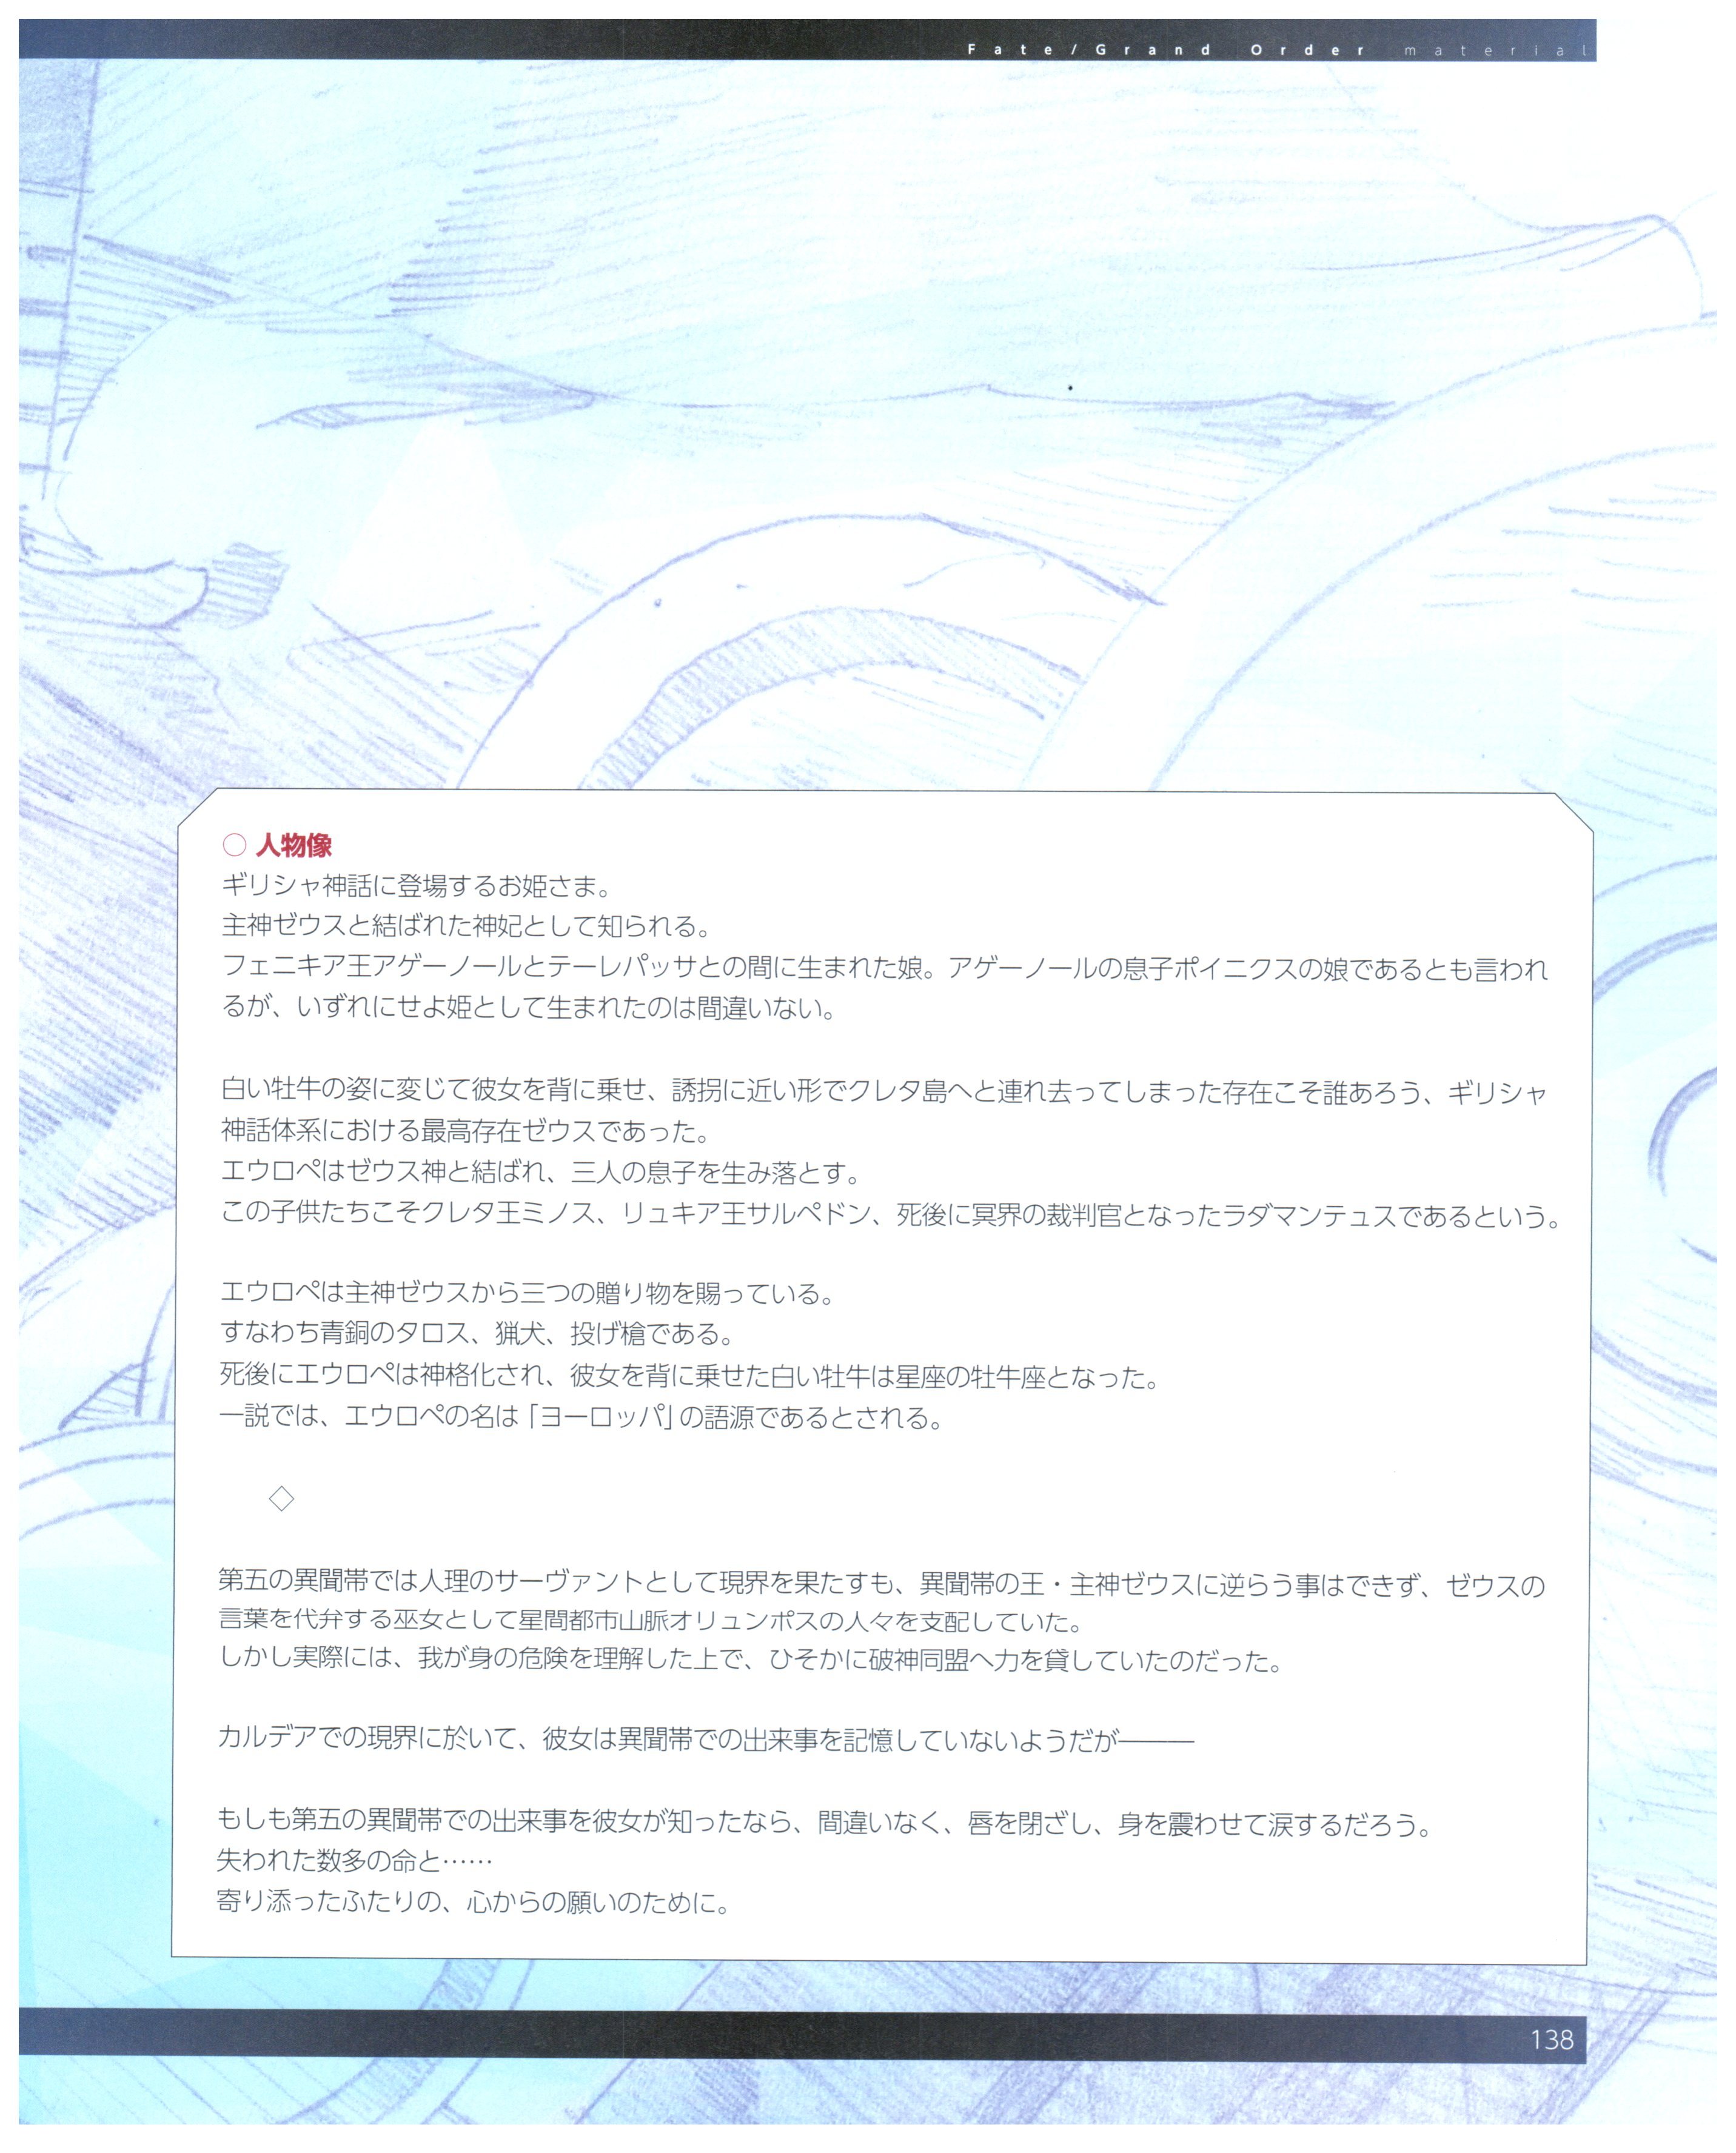 Fate/Grand Order material
○ 人物像
ギリシャ神話に登場するお姫さま。
主神ゼウスと結ばれた神妃として知られる。
フェニキア王アゲーノールとテーレパッサとの間に生まれた娘。アゲーノールの息子ポイニクスの娘であるとも言われ
るが、いずれにせよ姫として生まれたのは間違いない。
白い牡牛の姿に変じて彼女を背に乗せ、誘拐に近い形でクレタ島へと連れ去ってしまった存在こそ誰あろう、ギリシャ
神話体系における最高存在ゼウスであった。
エウロペはゼウス神と結ばれ、三人の息子を生み落とす。
この子供たちこそクレタ王ミノス、リュキア王サルペドン、死後に冥界の裁判官となったラダマンテュスであるという。
エウロペは主神ゼウスから三つの贈り物を賜っている。
すなわち青銅のタロス、猟犬、投げ槍である。
死後にエウロペは神格化され、彼女を背に乗せた白い牡牛は星座の牡牛座となった。
一説では、エウロペの名は「ヨーロッパ」の語源であるとされる。
◇
第五の異聞帯では人理のサーヴァントとして現界を果たすも、異聞帯の王・主神ゼウスに逆らう事はできず、ゼウスの
言葉を代弁する巫女として星間都市山脈オリュンポスの人々を支配していた。
しかし実際には、我が身の危険を理解した上で、ひそかに破神同盟へ力を貸していたのだった。
カルデアでの現界に於いて、彼女は異聞帯での出来事を記憶していないようだが―――
もしも第五の異聞帯での出来事を彼女が知ったなら、間違いなく、唇を閉ざし、身を震わせて涙するだろう。
失われた数多の命と……
寄り添ったふたりの、心からの願いのために。
138